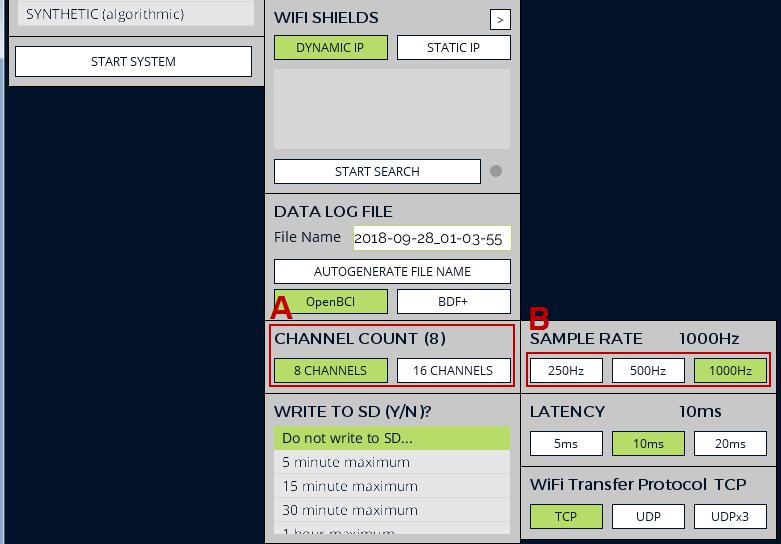 SYNTHETIC (algorithmic)
START SYSTEM
WIFI SHIELDS
>
DYNAMIC IP
STATIC IP
START SEARCH
DATA LOG FILE
File Name 2018-09-28_01-03-55
AUTOGENERATE FILE NAME
OpenBCI
BDF+
A
CHANNEL COUNT (8)
8 CHANNELS
16 CHANNELS
WRITE TO SD (Y/N)?
Do not write to SD...
5 minute maximum
15 minute maximum
30 minute maximum
1 hour maximum
B
SAMPLE RATE 1000Hz
250Hz
500Hz
1000Hz
LATENCY 10ms
5ms
10ms
20ms
WiFi Transfer Protocol TCP
TCP
UDP
UDPx3